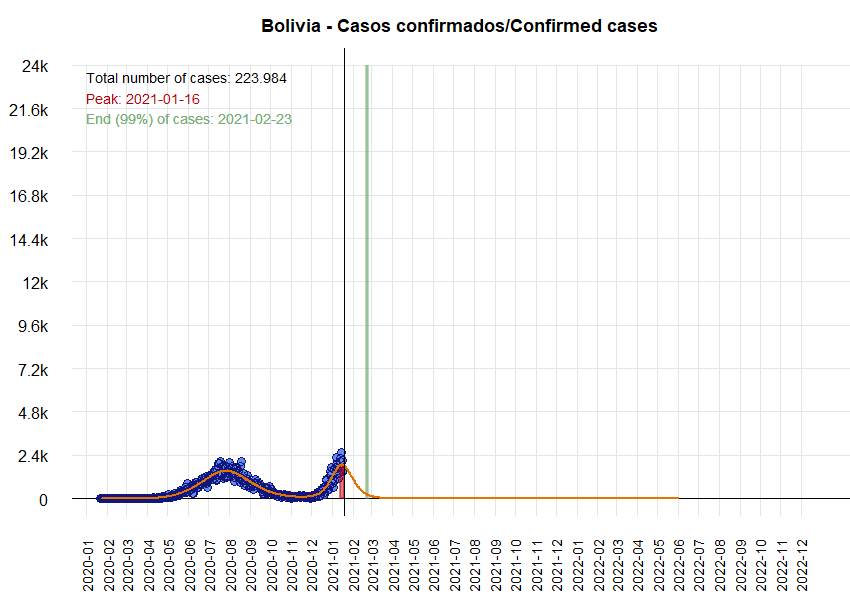 Bolivia - Casos confirmados/Confirmed cases
24k
Total number of cases: 223.984
Peak: 2021-01-16
21.6k
End (99%) of cases: 2021-02-23
19.2k
16.8k
14.4k
12k
9.6k
7.2k
4.8k
2.4k
0
2020-01
2020-02
2020-03
2020-04
2020-05
2020-06
2020-07
2020-08
2020-09
2020-10
2020-11
2020-12
2021-01
2021-02
2021-03
2021-04
2021-05
2021-06
2021-07
2021-08
2021-09
2021-10
2021-11
2021-12
2022-01
2022-02
2022-03
2022-04
2022-05
2022-06
2022-07
2022-08
2022-09
2022-10
2022-11
2022-12